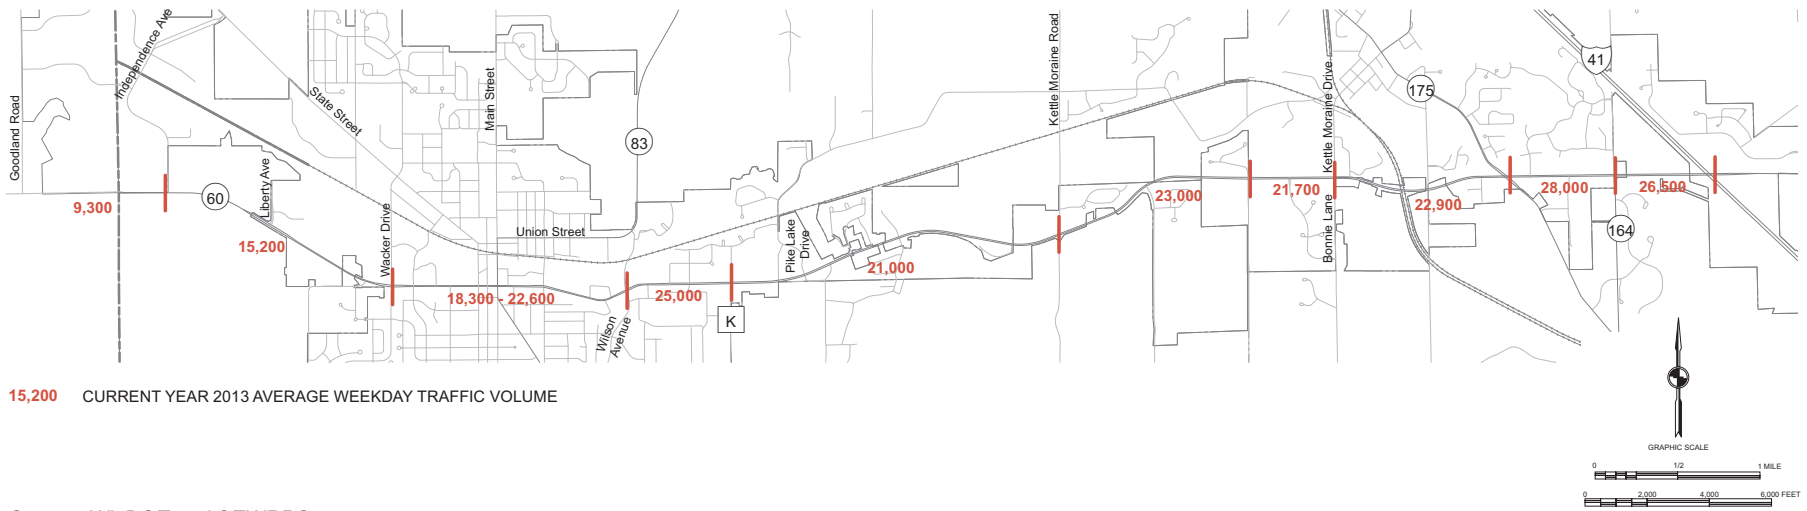 Goodland Road
Independence Ave
State Street
Main Street
83
Kettle Moraine Road
Kettle Moraine Drive
175
41
9,300
60
Liberty Ave
15,200
Wacker Drive
Union Street
18,300 - 22,600
Wilson
Avenue
25,000
K
Pike Lake
Drive
21,000
23,000
21,700
Bonnie Lane
22,900
28,000
26,500
164
15,200 CURRENT YEAR 2013 AVERAGE WEEKDAY TRAFFIC VOLUME
GRAPHIC SCALE
0 1/2 1 MILE
0 2,000 4,000 6,000 FEET